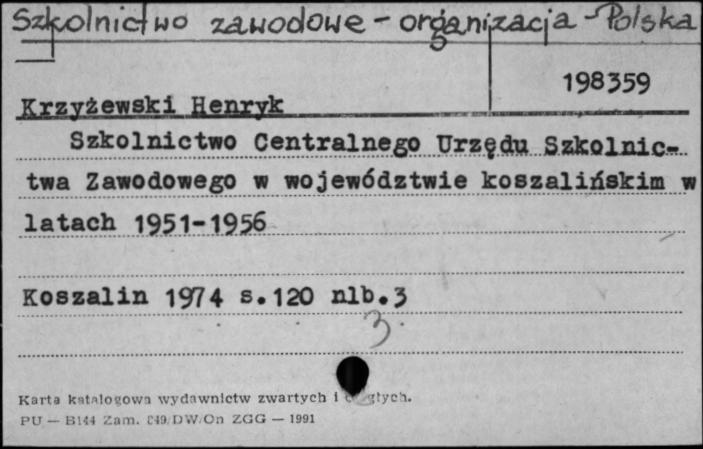 Szkolnictwo zawodowe - organizacja - Polska
198359
Krzyżewski Henryk
Szkolnictwo Centralnego Urzędu Szkolnic-
twa Zawodowego w województwie koszalińskim w
latach 1951-1956
Koszalin 1974 s.120 nlb.3
3
Karta katalogowa wydawnictw zwartych i
PU — B144 Zam. 249/DW/On ZGG — 1991